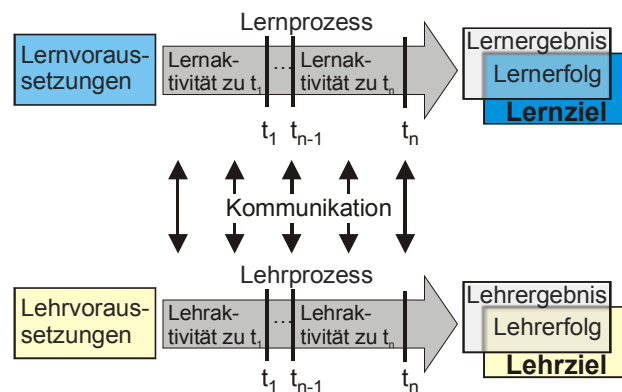 Lernprozess
Lernvoraus-
setzungen
Lernak-
tivität zu t₁
...
Lernak-
tivität zu tₙ
Lernergebnis
Lernerfolg
Lernziel
t₁ tₙ₋₁ tₙ
Kommunikation
Lehrprozess
Lehrvoraus-
setzungen
Lehrak-
tivität zu t₁
...
Lehrak-
tivität zu tₙ
Lehrergebnis
Lehrerfolg
Lehrziel
t₁ tₙ₋₁ tₙ